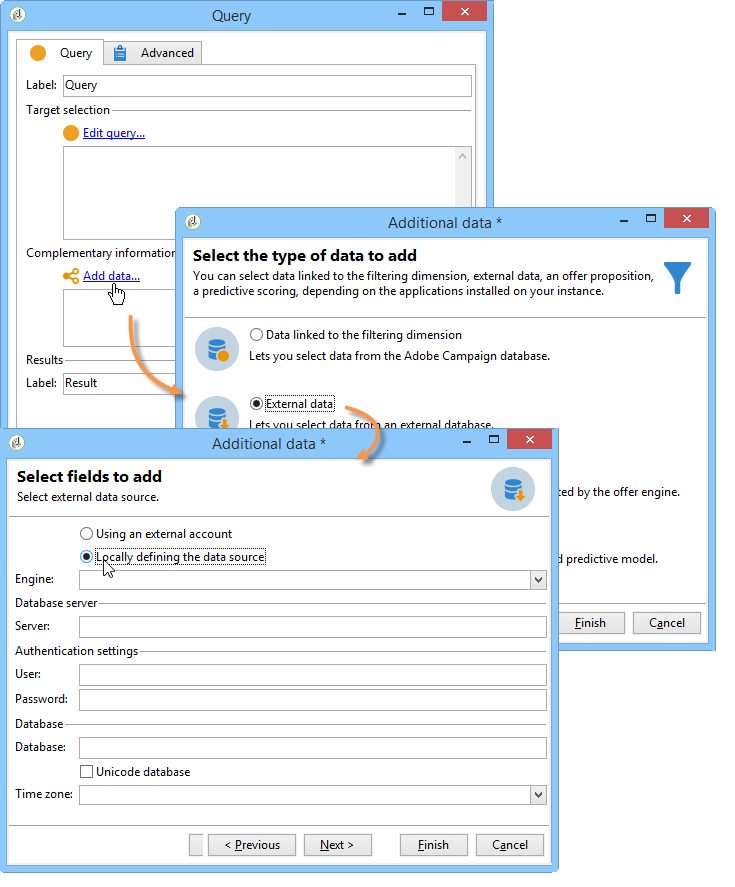 Query
Query
Advanced
Label: Query
Target selection
Edit query...
Complementary information
Add data...
Results
Label: Result
Additional data *
Select the type of data to add
You can select data linked to the filtering dimension, external data, an offer proposition,
a predictive scoring, depending on the applications installed on your instance.
Data linked to the filtering dimension
Lets you select data from the Adobe Campaign database.
External data
Lets you select data from an external database.
ted by the offer engine.
d predictive model.
Finish
Cancel
Additional data *
Select fields to add
Select external data source.
Using an external account
Locally defining the data source
Engine:
Database server
Server:
Authentication settings
User:
Password:
Database
Database:
Unicode database
Time zone:
< Previous
Next >
Finish
Cancel